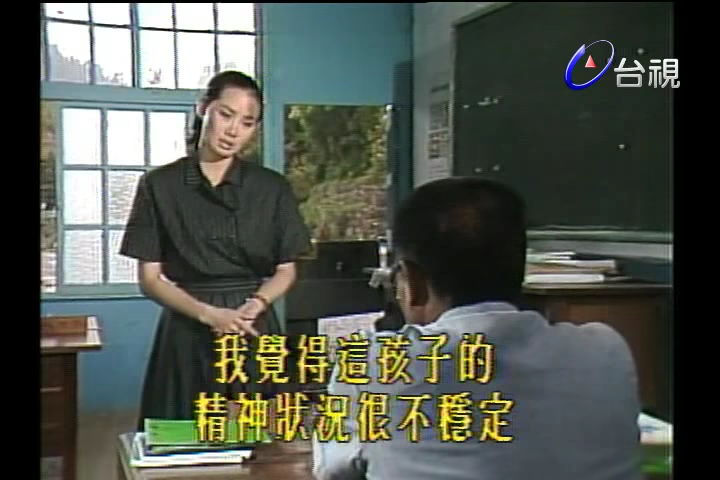 台視
我覺得這孩子的
精神狀況很不穩定